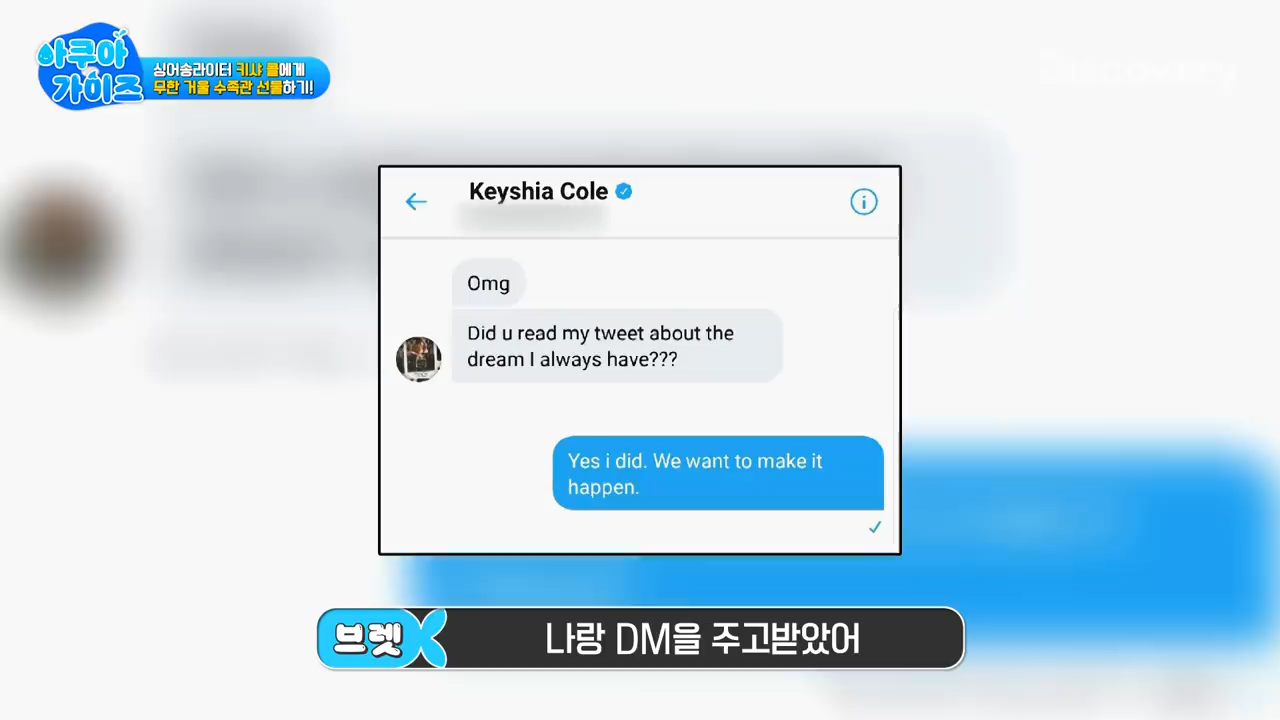 아쿠아
가이즈
싱어송라이터 키샤 콜에게
무한 거울 수족관 선물하기!
Discovery
Keyshia Cole
Omg
Did u read my tweet about the
dream I always have???
Yes i did. We want to make it
happen.
브렛
나랑 DM을 주고받았어